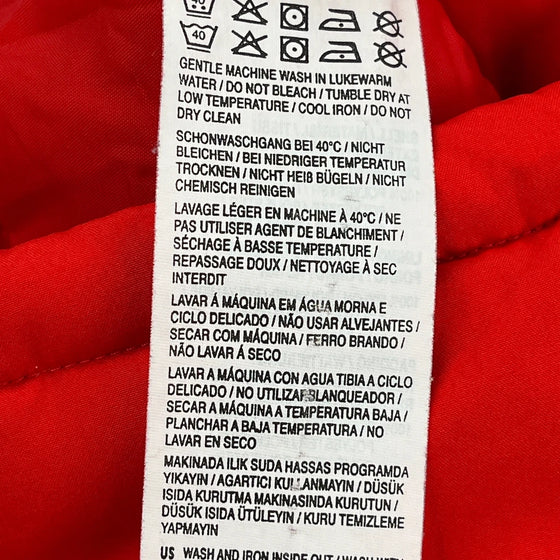 40
GENTLE MACHINE WASH IN LUKEWARM
WATER / DO NOT BLEACH / TUMBLE DRY AT
LOW TEMPERATURE / COOL IRON / DO NOT
DRY CLEAN
SCHONWASCHGANG BEI 40°C / NICHT
BLEICHEN / BEI NIEDRIGER TEMPERATUR
TROCKNEN / NICHT HEIß BÜGELN / NICHT
CHEMISCH REINIGEN
LAVAGE LÉGER EN MACHINE À 40°C / NE
PAS UTILISER AGENT DE BLANCHIMENT /
SÉCHAGE À BASSE TEMPERATURE /
REPASSAGE DOUX / NETTOYAGE À SEC
INTERDIT
LAVAR Á MÁQUINA EM ÁGUA MORNA E
CICLO DELICADO / NÃO USAR ALVEJANTES /
SECAR COM MÁQUINA / FERRO BRANDO /
NÃO LAVAR Á SECO
LAVAR A MÁQUINA CON AGUA TIBIA A CICLO
DELICADO / NO UTILIZAR BLANQUEADOR /
SECAR A MÁQUINA A TEMPERATURA BAJA /
PLANCHAR A BAJA TEMPERATURA / NO
LAVAR EN SECO
MAKINADA ILIK SUDA HASSAS PROGRAMDA
YIKAYIN / AGARTICI KULLANMAYIN / DÜSÜK
ISIDA KURUTMA MAKINASINDA KURUTUN /
DÜSÜK ISIDA ÜTÜLEYIN / KURU TEMIZLEME
YAPMAYIN
US WASH AND IRON INSIDE OUT / WASH WITH